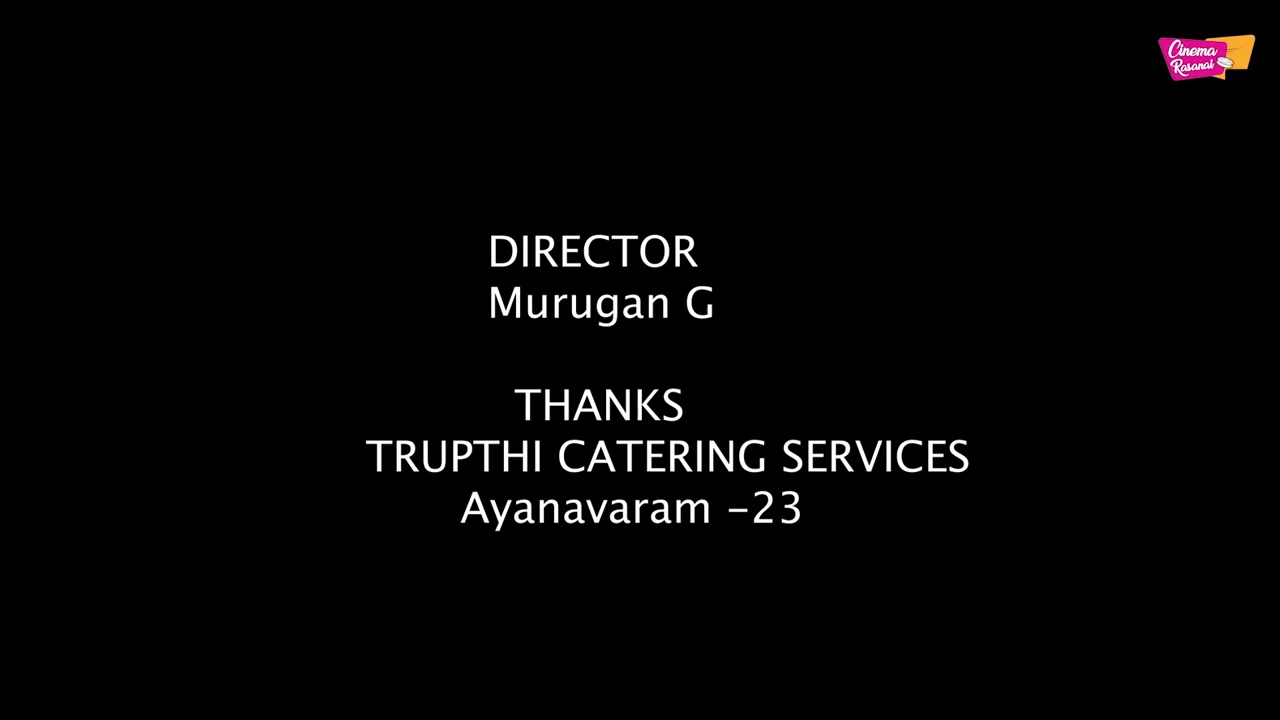 Cinema
Rasanai
DIRECTOR
Murugan G
THANKS
TRUPTHI CATERING SERVICES
Ayanavaram -23